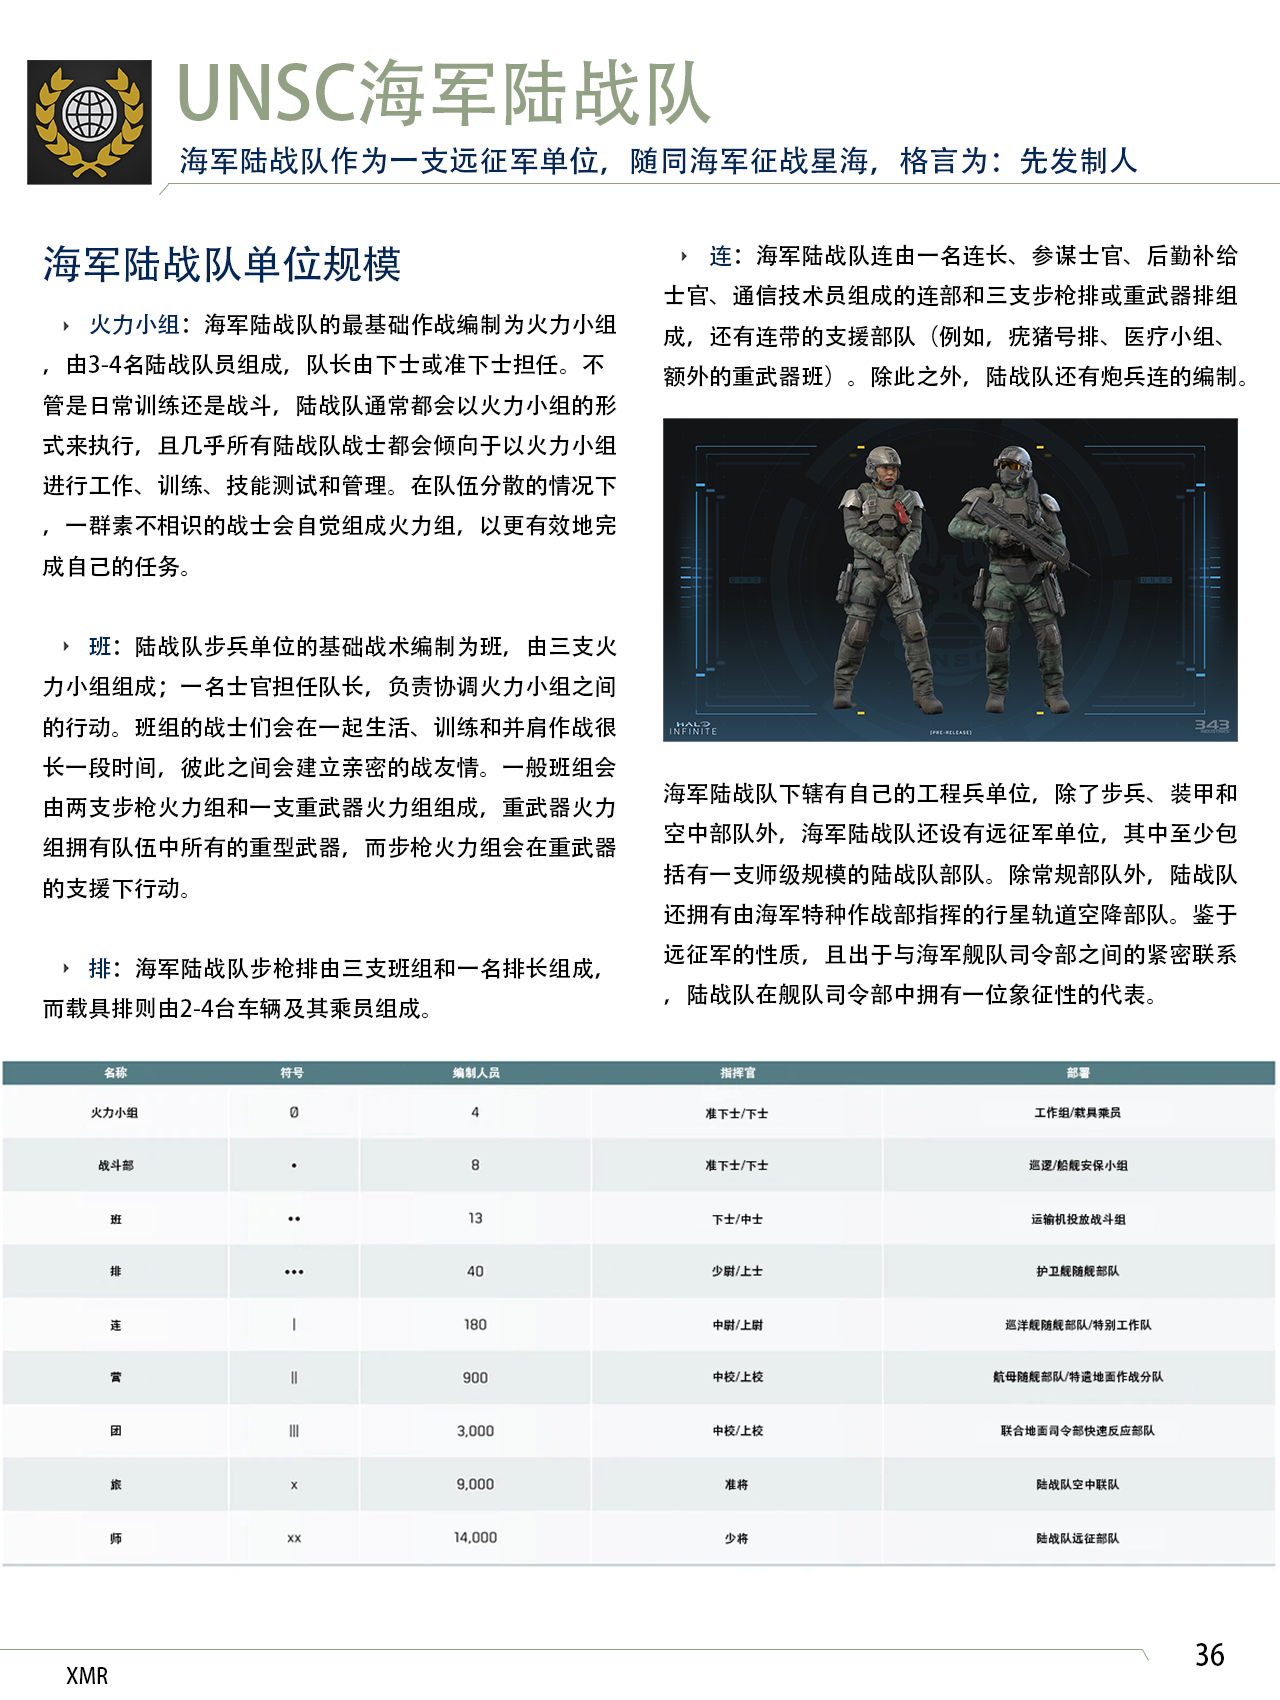 UNSC海军陆战队
海军陆战队作为一支远征军单位，随同海军征战星海，格言为：先发制人
海军陆战队单位规模
火力小组：海军陆战队的最基础作战编制为火力小组
，由3-4名陆战队员组成，队长由下士或准下士担任。不
管是日常训练还是战斗，陆战队通常都会以火力小组的形
式来执行，且几乎所有陆战队战士都会倾向于以火力小组
进行工作、训练、技能测试和管理。在队伍分散的情况下
，一群素不相识的战士会自觉组成火力组，以更有效地完
成自己的任务。
班：陆战队步兵单位的基础战术编制为班，由三支火
力小组组成；一名士官担任队长，负责协调火力小组之间
的行动。班组的战士们会在一起生活、训练和并肩作战很
长一段时间，彼此之间会建立亲密的战友情。一般班组会
由两支步枪火力组和一支重武器火力组组成，重武器火力
组拥有队伍中所有的重型武器，而步枪火力组会在重武器
的支援下行动。
排：海军陆战队步枪排由三支班组和一名排长组成，
而载具排则由2-4台车辆及其乘员组成。
连：海军陆战队连由一名连长、参谋士官、后勤补给
士官、通信技术员组成的连部和三支步枪排或重武器排组
成，还有连带的支援部队（例如，疣猪号排、医疗小组、
额外的重武器班）。除此之外，陆战队还有炮兵连的编制。
HALO
INFINITE
[PRE-RELEASE]
343
INDUSTRIES
海军陆战队下辖有自己的工程兵单位，除了步兵、装甲和
空中部队外，海军陆战队还设有远征军单位，其中至少包
括有一支师级规模的陆战队部队。除常规部队外，陆战队
还拥有由海军特种作战部指挥的行星轨道空降部队。鉴于
远征军的性质，且出于与海军舰队司令部之间的紧密联系
，陆战队在舰队司令部中拥有一位象征性的代表。
名称 符号 编制人员 指挥官 部署
火力小组 Ø 4 准下士/下士 工作组/载具乘员
战斗部 • 8 准下士/下士 巡逻/船舰安保小组
班 •• 13 下士/中士 运输机投放战斗组
排 ••• 40 少尉/上士 护卫舰随舰部队
连 | 180 中尉/上尉 巡洋舰随舰部队/特别工作队
营 || 900 中校/上校 航母随舰部队/特遣地面作战分队
团 ||| 3,000 中校/上校 联合地面司令部快速反应部队
旅 x 9,000 准将 陆战队空中联队
师 xx 14,000 少将 陆战队远征部队
36
XMR